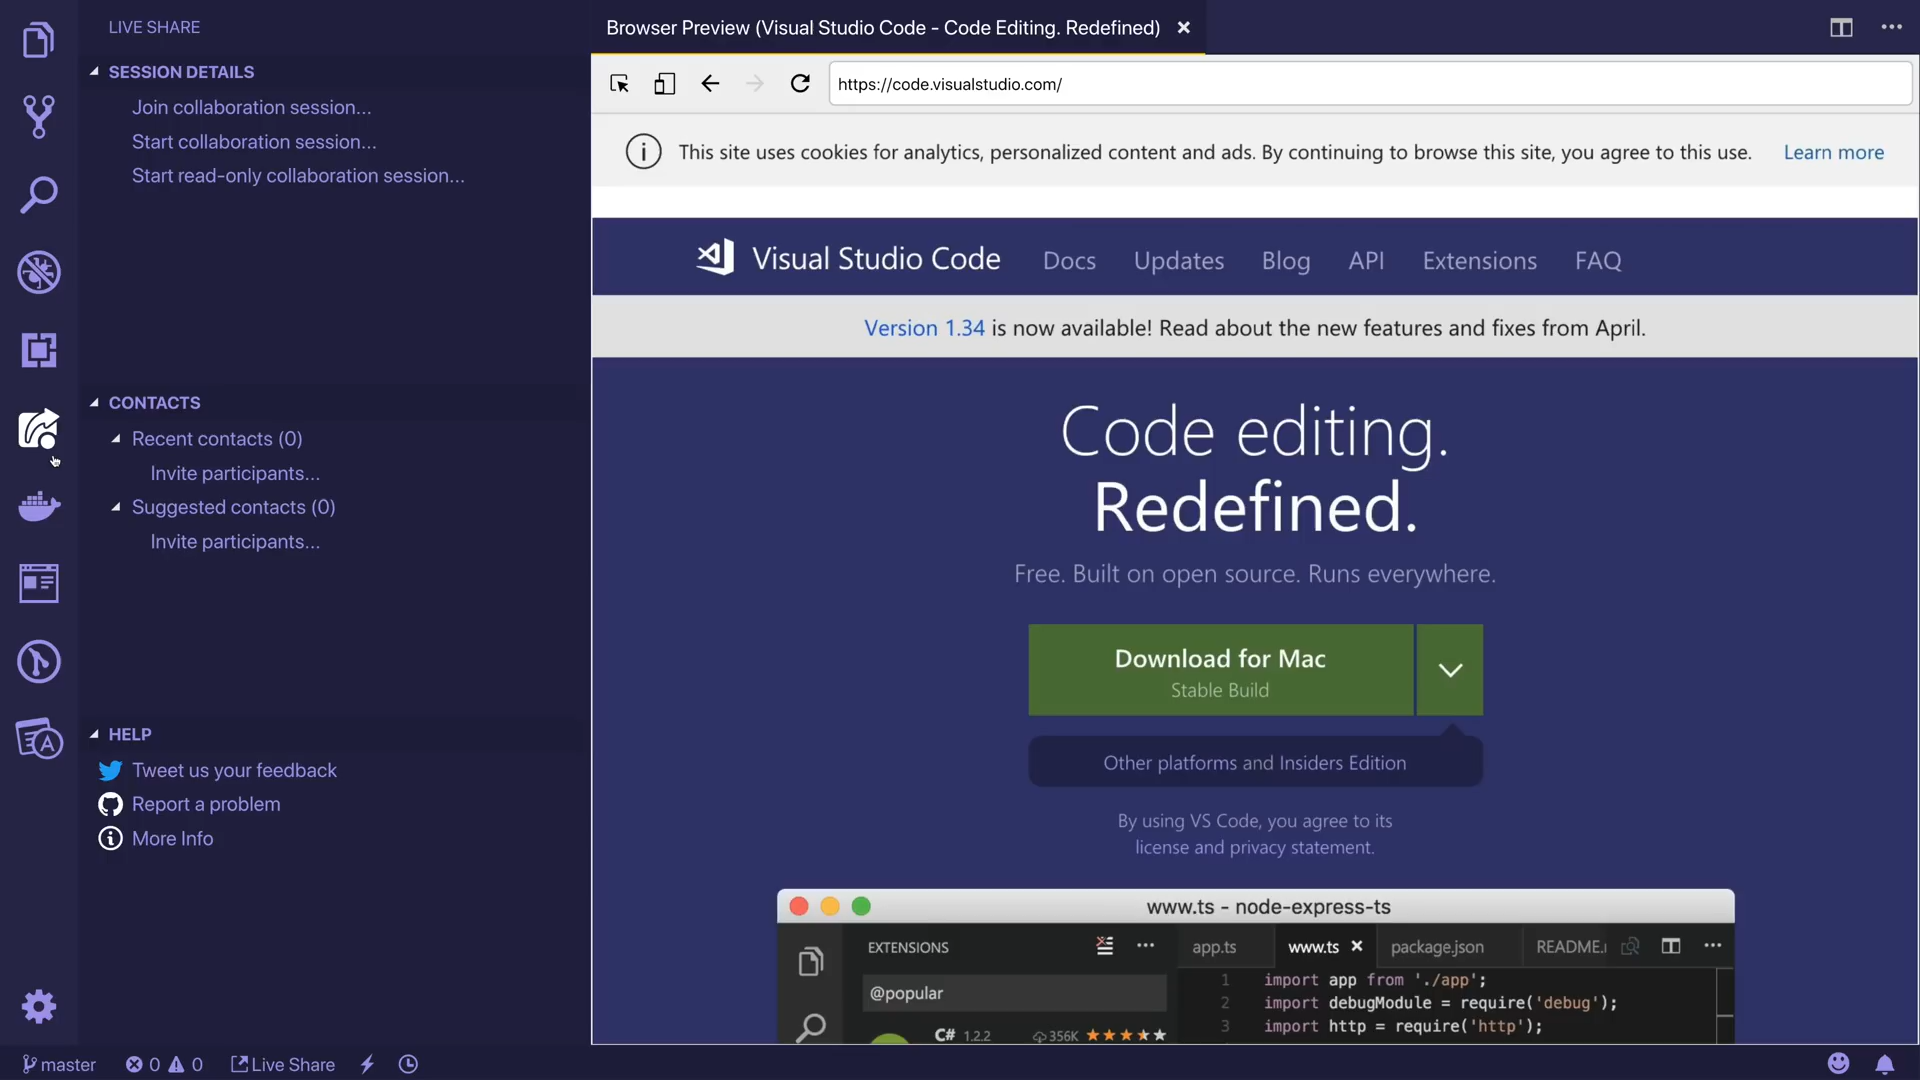 LIVE SHARE
SESSION DETAILS
Join collaboration session...
Start collaboration session...
Start read-only collaboration session...
CONTACTS
Recent contacts (0)
Invite participants...
Suggested contacts (0)
Invite participants...
HELP
Tweet us your feedback
Report a problem
More Info
Browser Preview (Visual Studio Code - Code Editing. Redefined)
https://code.visualstudio.com/
This site uses cookies for analytics, personalized content and ads. By continuing to browse this site, you agree to this use. Learn more
Visual Studio Code Docs Updates Blog API Extensions FAQ
Version 1.34 is now available! Read about the new features and fixes from April.
Code editing.
Redefined.
Free. Built on open source. Runs everywhere.
Download for Mac
Stable Build
Other platforms and Insiders Edition
By using VS Code, you agree to its
license and privacy statement.
www.ts - node-express-ts
EXTENSIONS
@popular
C# 1.2.2 356K
app.ts www.ts package.json README.
1 import app from './app';
2 import debugModule = require('debug');
3 import http = require('http');
master 0 0 Live Share